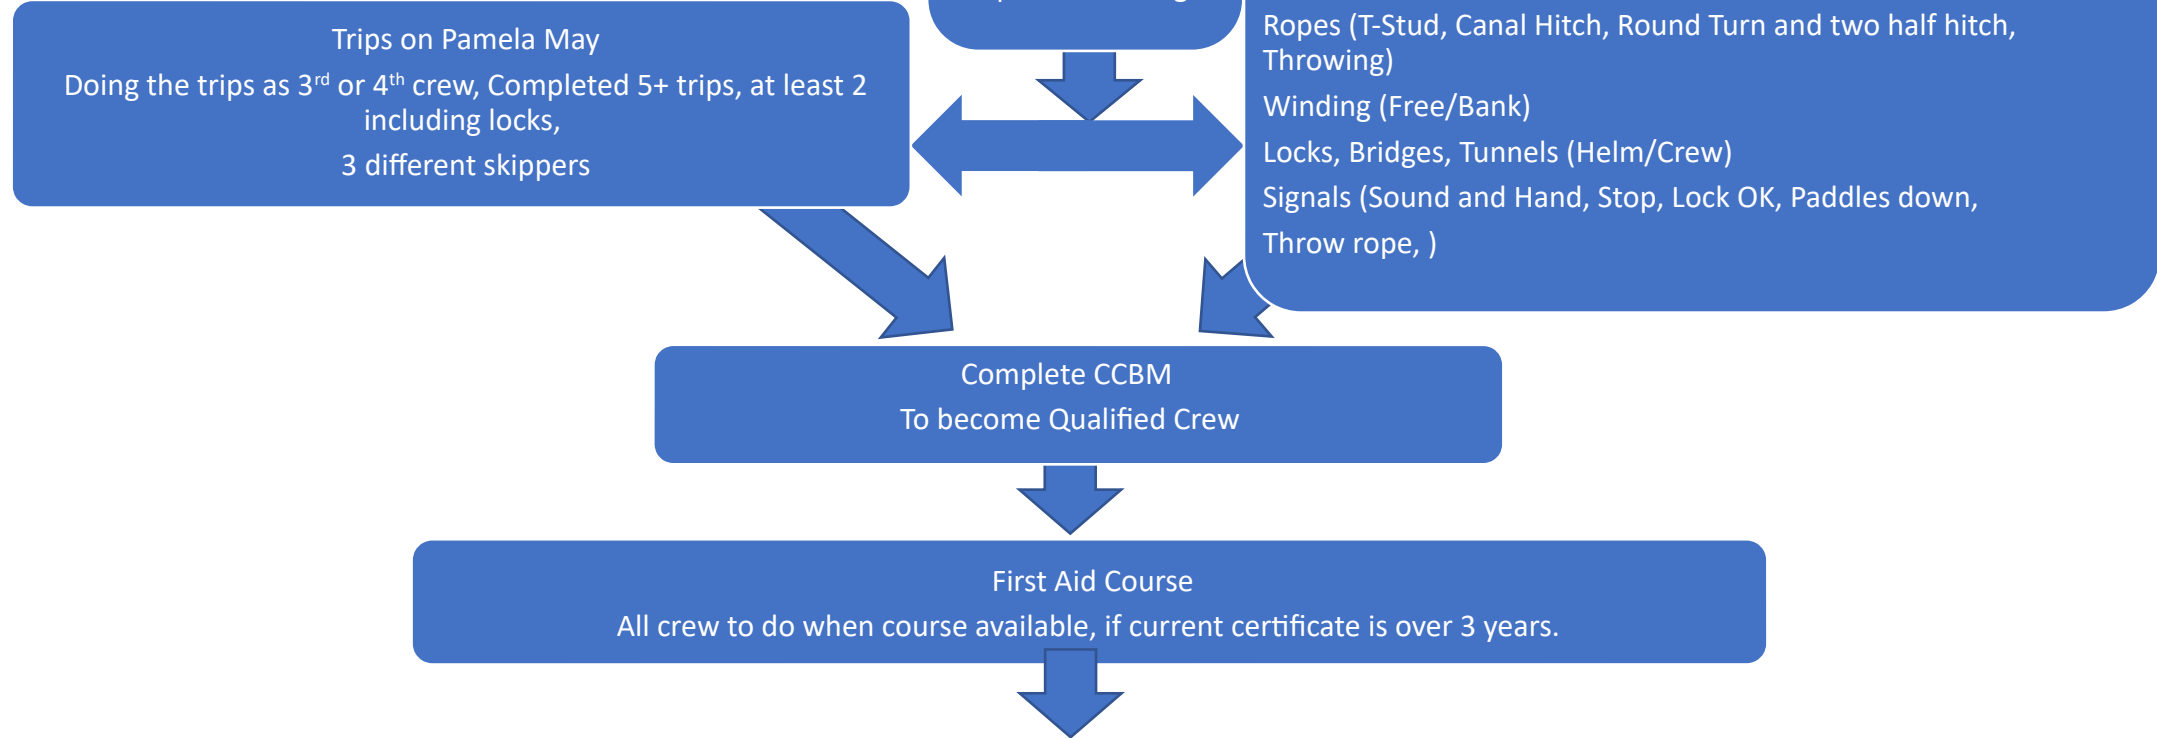 Trips on Pamela May
Doing the trips as 3rd or 4th crew, Completed 5+ trips, at least 2
including locks,
3 different skippers
Ropes (T-Stud, Canal Hitch, Round Turn and two half hitch,
Throwing)
Winding (Free/Bank)
Locks, Bridges, Tunnels (Helm/Crew)
Signals (Sound and Hand, Stop, Lock OK, Paddles down,
Throw rope, )
Complete CCBM
To become Qualified Crew
First Aid Course
All crew to do when course available, if current certificate is over 3 years.